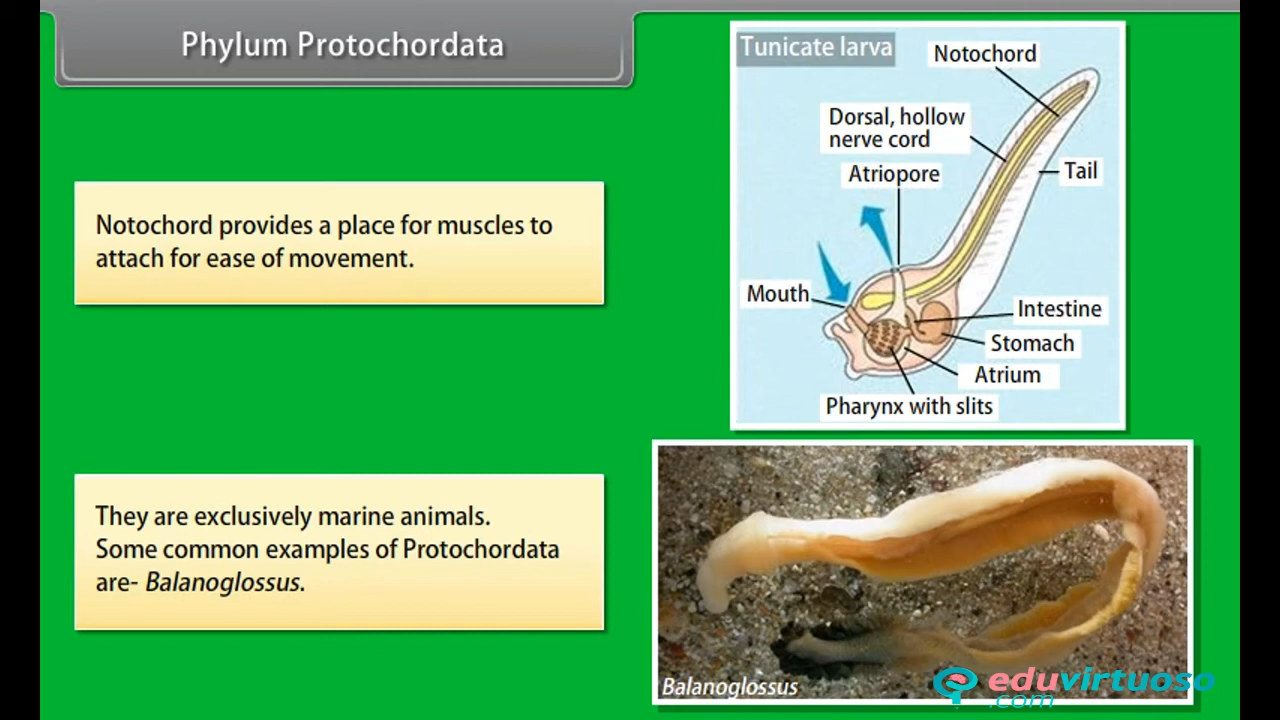 Phylum Protochordata
Notochord provides a place for muscles to
attach for ease of movement.
They are exclusively marine animals.
Some common examples of Protochordata
are- Balanoglossus.
Tunicate larva
Notochord
Dorsal, hollow
nerve cord
Atriopore
Tail
Mouth
Intestine
Stomach
Atrium
Pharynx with slits
Balanoglossus
eduvirtuoso
.com